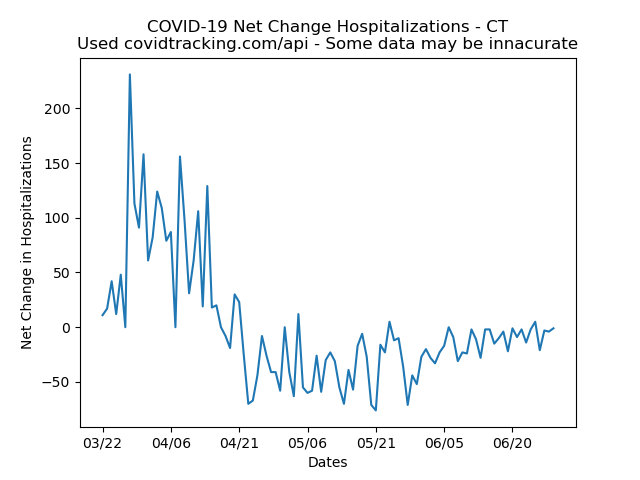 COVID-19 Net Change Hospitalizations - CT
Used covidtracking.com/api - Some data may be innacurate
Net Change in Hospitalizations
200
150
100
50
0
−50
03/22 04/06 04/21 05/06 05/21 06/05 06/20
Dates